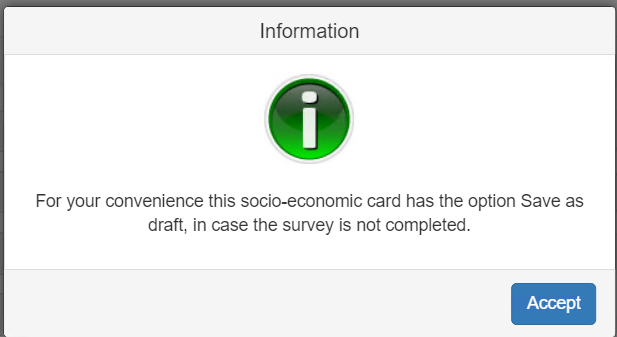 Information
For your convenience this socio-economic card has the option Save as
draft, in case the survey is not completed.
Accept